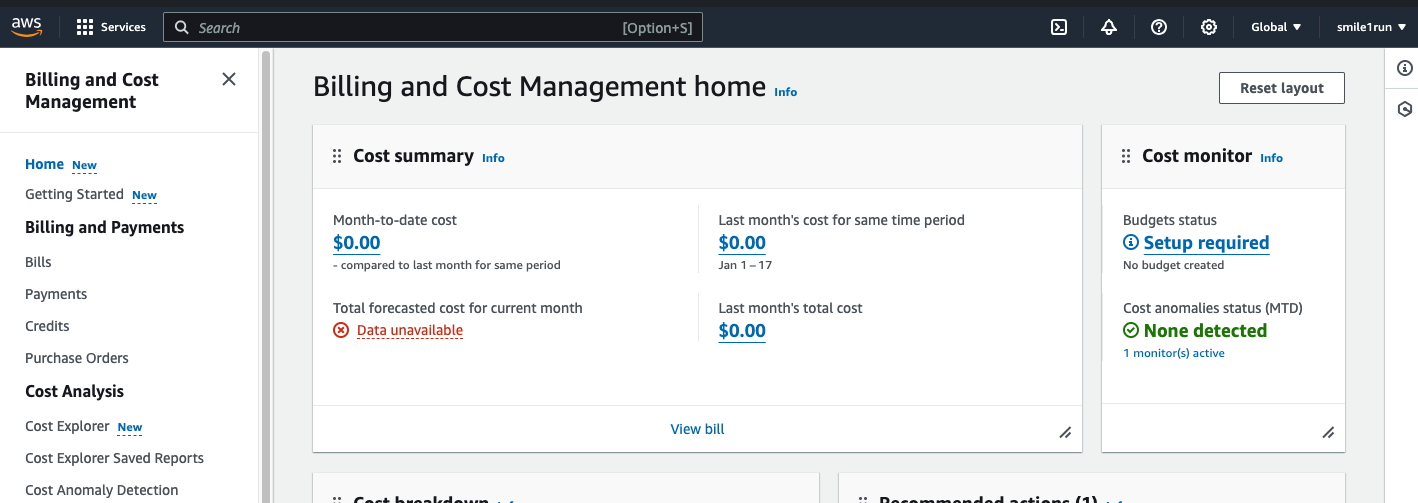 aws
Services
Search
[Option+S]
Global
smile1run
Billing and Cost
Management
Home New
Getting Started New
Billing and Payments
Bills
Payments
Credits
Purchase Orders
Cost Analysis
Cost Explorer New
Cost Explorer Saved Reports
Cost Anomaly Detection
Billing and Cost Management home Info
Reset layout
Cost summary Info
Month-to-date cost
$0.00
- compared to last month for same period
Last month's cost for same time period
$0.00
Jan 1 – 17
Total forecasted cost for current month
Data unavailable
Last month's total cost
$0.00
View bill
Cost monitor Info
Budgets status
Setup required
No budget created
Cost anomalies status (MTD)
None detected
1 monitor(s) active
Cost breakdown Info
Recommended actions (1) Info